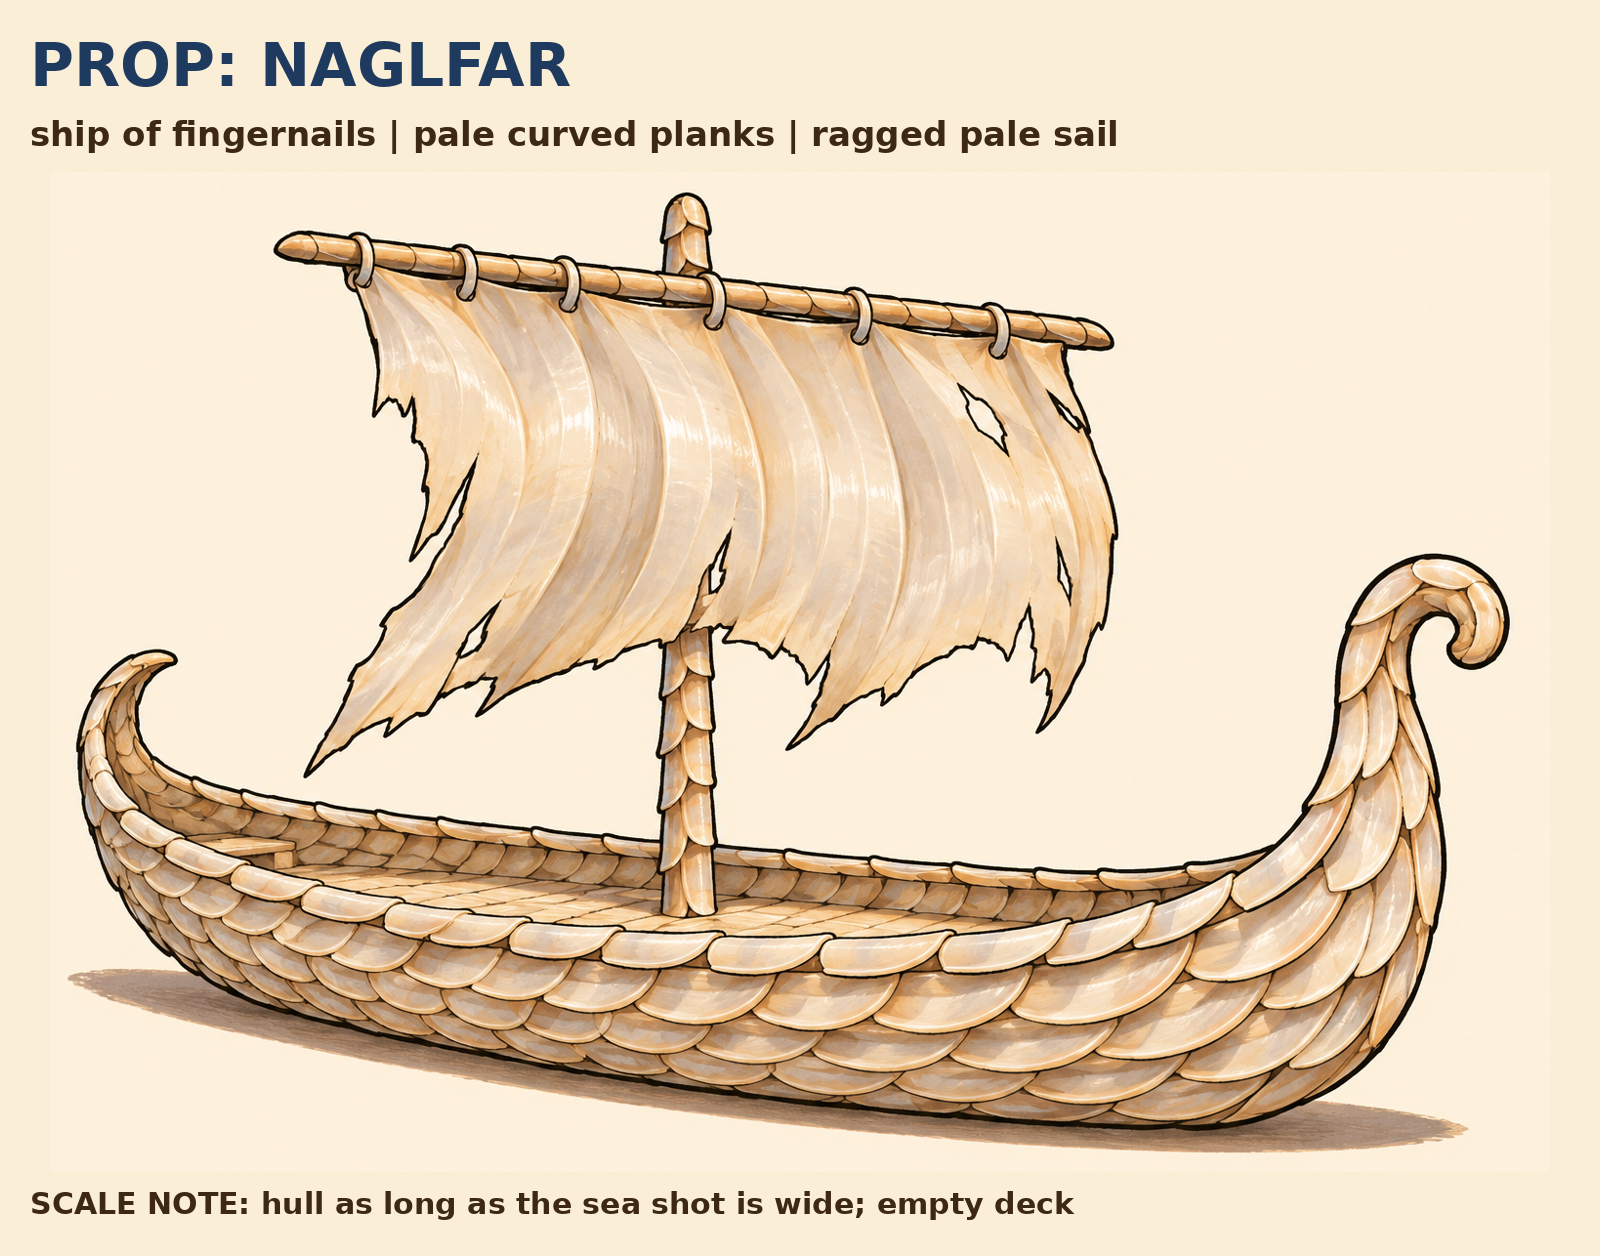 PROP: NAGLFAR
ship of fingernails | pale curved planks | ragged pale sail
SCALE NOTE: hull as long as the sea shot is wide; empty deck